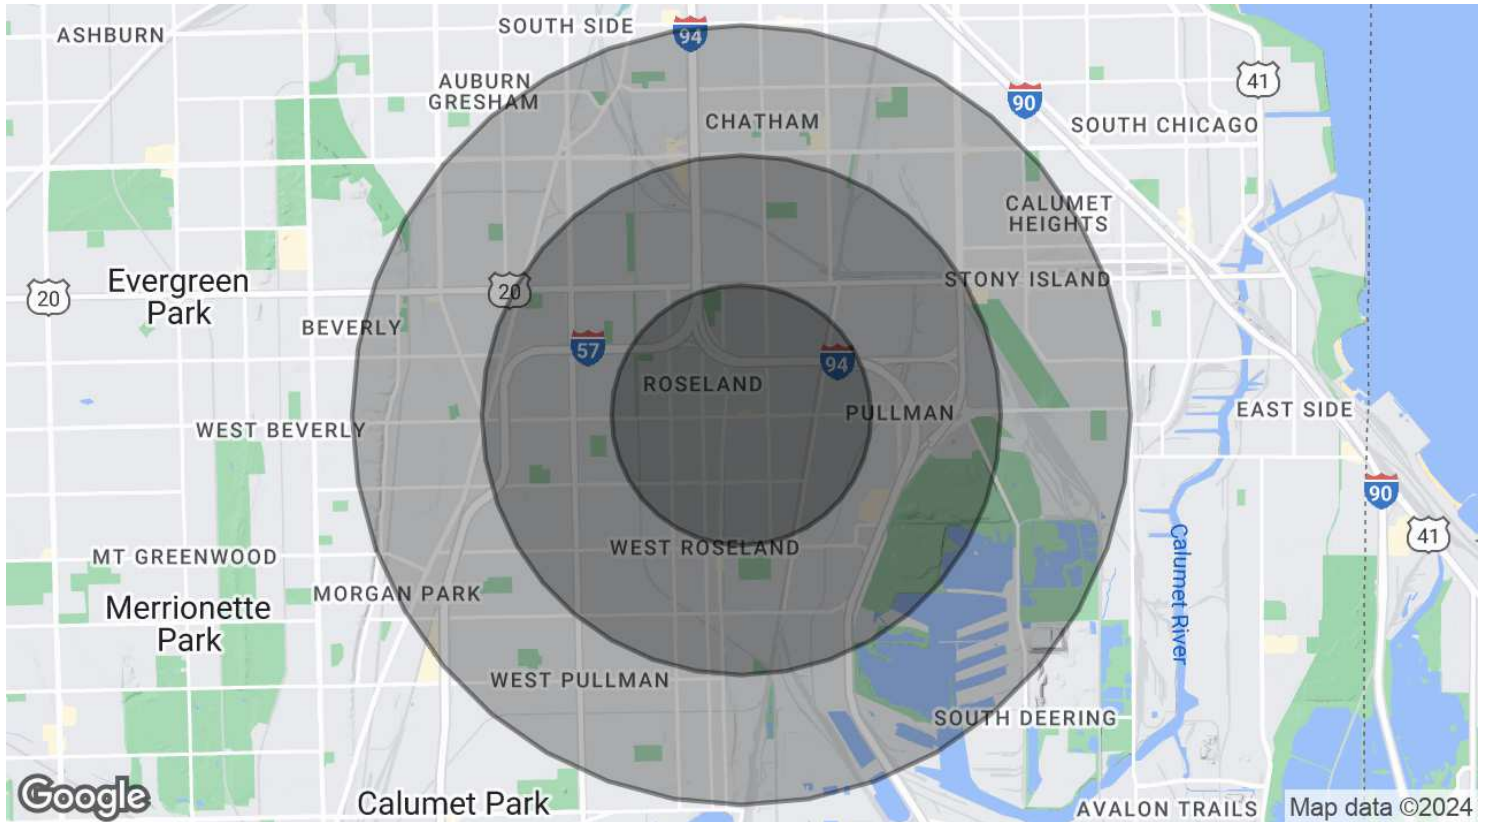 SOUTH SIDE
ASHBURN
94
AUBURN
GRESHAM
41
90
CHATHAM
SOUTH CHICAGO
CALUMET
HEIGHTS
Evergreen
Park
20
20
STONY ISLAND
BEVERLY
57
94
ROSELAND
PULLMAN
EAST SIDE
WEST BEVERLY
90
41
WEST ROSELAND
MT GREENWOOD
Calumet River
MORGAN PARK
Merrionette
Park
WEST PULLMAN
SOUTH DEERING
Google
Calumet Park
AVALON TRAILS
Map data ©2024